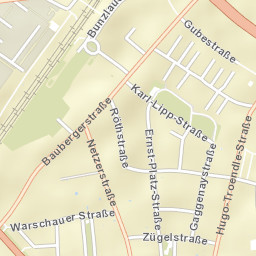 Bunzlau
Gubestraße
Karl-Lipp-Straße
Baubergerstraße
Röthstraße
Netzerstraße
Ernst-Platz-Straße
Gaggenaystraße
Hugo-Troendle-Straße
Warschauer Straße
Zügelstraße